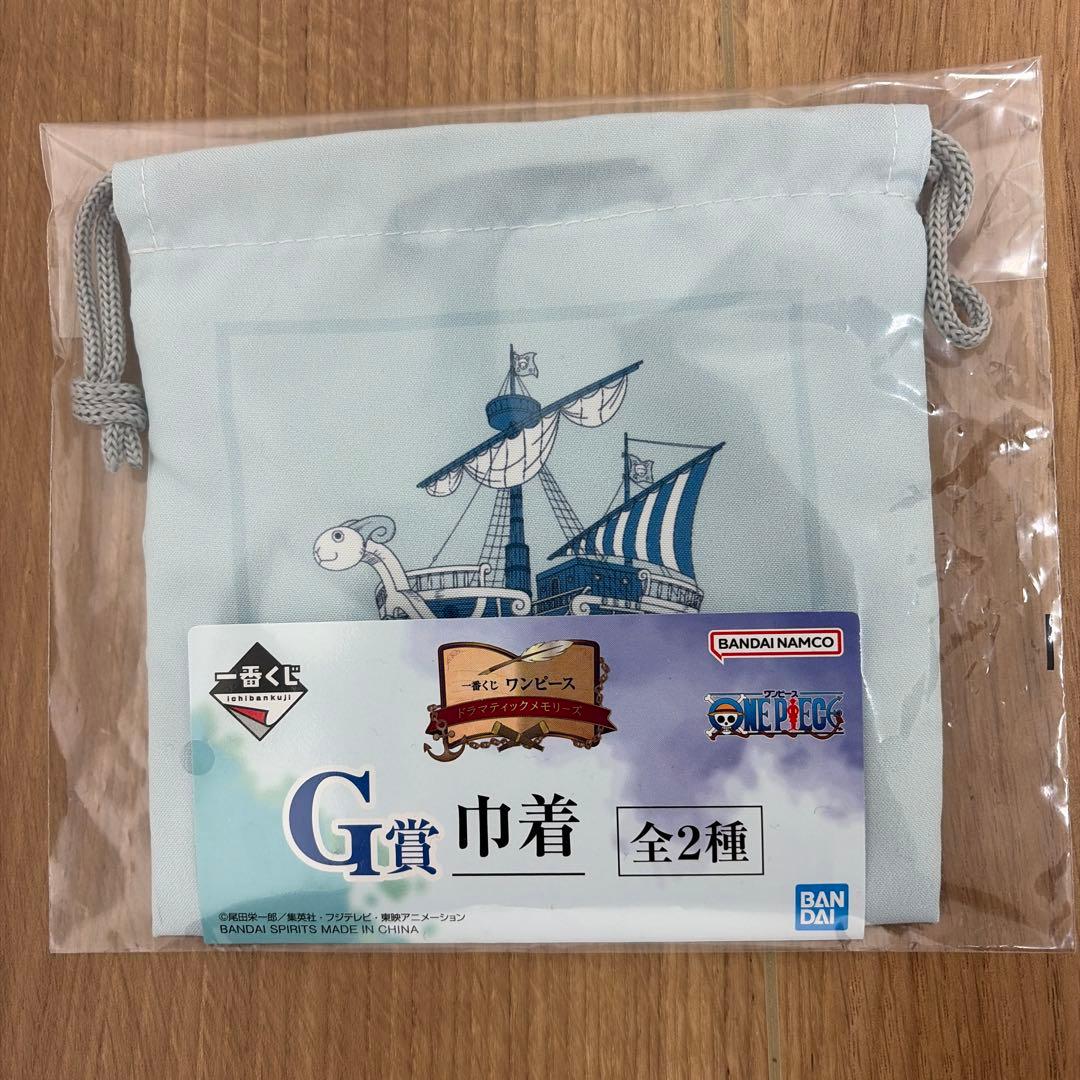 一番くじ
ichibankuji
一番くじ ワンピース
ドラマティックメモリーズ
BANDAI NAMCO
ワンピース
ONE PIECE
G賞 巾着 全2種
©尾田栄一郎／集英社・フジテレビ・東映アニメーション
BANDAI SPIRITS MADE IN CHINA
BAN
DAI